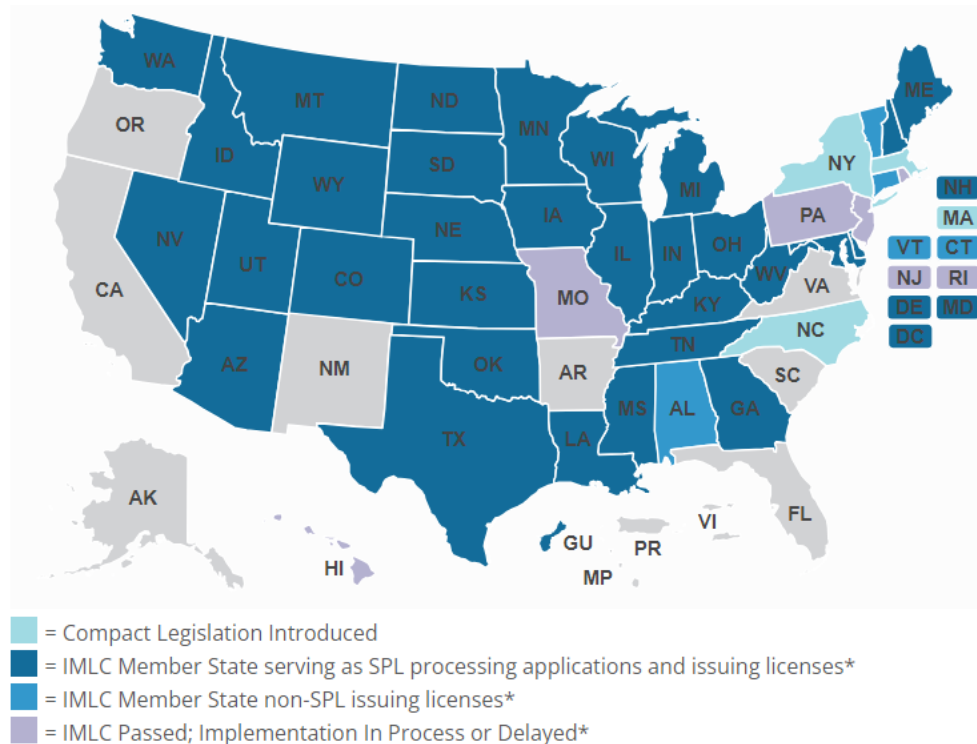 WA
MT
ND
MN
ME
OR
ID
SD
WI
NY
WY
MI
NH
MA
NE
IA
PA
VT CT
NV
UT
CO
IL
IN
OH
WV
NJ RI
CA
KS
MO
KY
VA
DE MD
DC
AZ
NM
OK
AR
TN
NC
SC
TX
LA
MS
AL
GA
AK
HI
GU
MP
PR
VI
FL
= Compact Legislation Introduced
= IMLC Member State serving as SPL processing applications and issuing licenses*
= IMLC Member State non-SPL issuing licenses*
= IMLC Passed; Implementation In Process or Delayed*